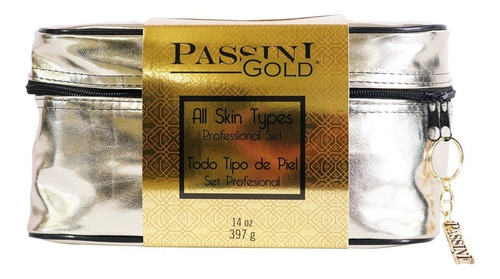 PASSINI
GOLD®
All Skin Types
Professional Set
Todo Tipo de Piel
Set Profesional
14 oz
397 g
PASSINI